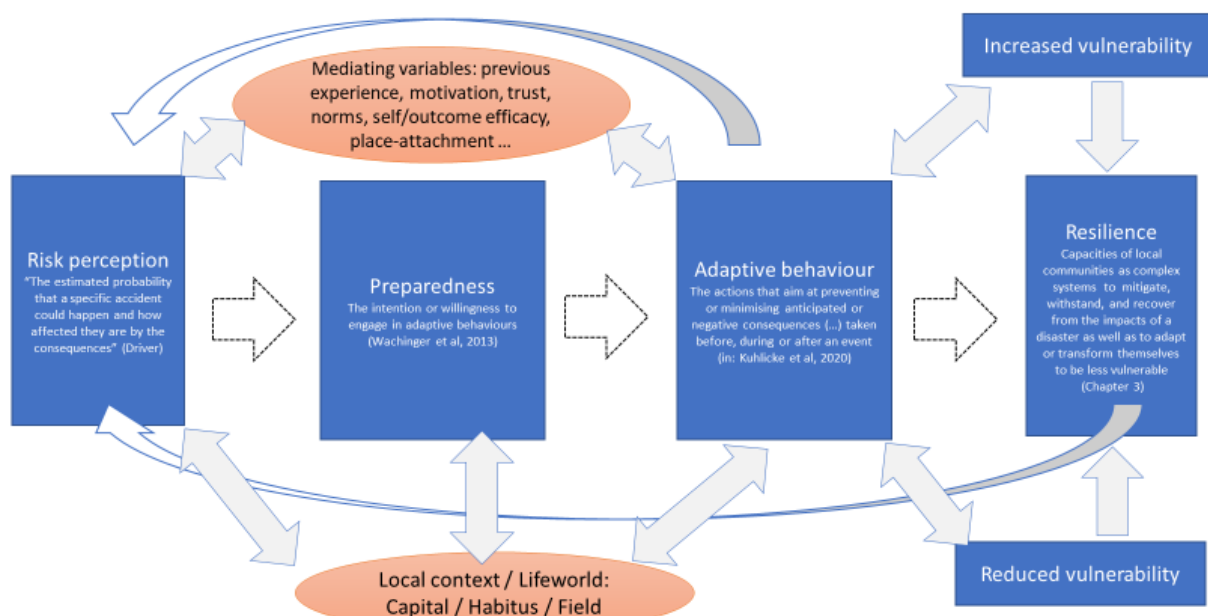 Mediating variables: previous
experience, motivation, trust,
norms, self/outcome efficacy,
place-attachment ...
Increased vulnerability
Risk perception
"The estimated probability
that a specific accident
could happen and how
affected they are by the
consequences" (Driver)
Preparedness
The intention or willingness to
engage in adaptive behaviours
(Wachinger et al, 2013)
Adaptive behaviour
The actions that aim at preventing
or minimising anticipated or
negative consequences (...) taken
before, during or after an event
(in: Kuhlicke et al, 2020)
Resilience
Capacities of local
communities as complex
systems to mitigate,
withstand, and recover
from the impacts of a
disaster as well as to adapt
or transform themselves
to be less vulnerable
(Chapter 3)
Local context / Lifeworld:
Capital / Habitus / Field
Reduced vulnerability